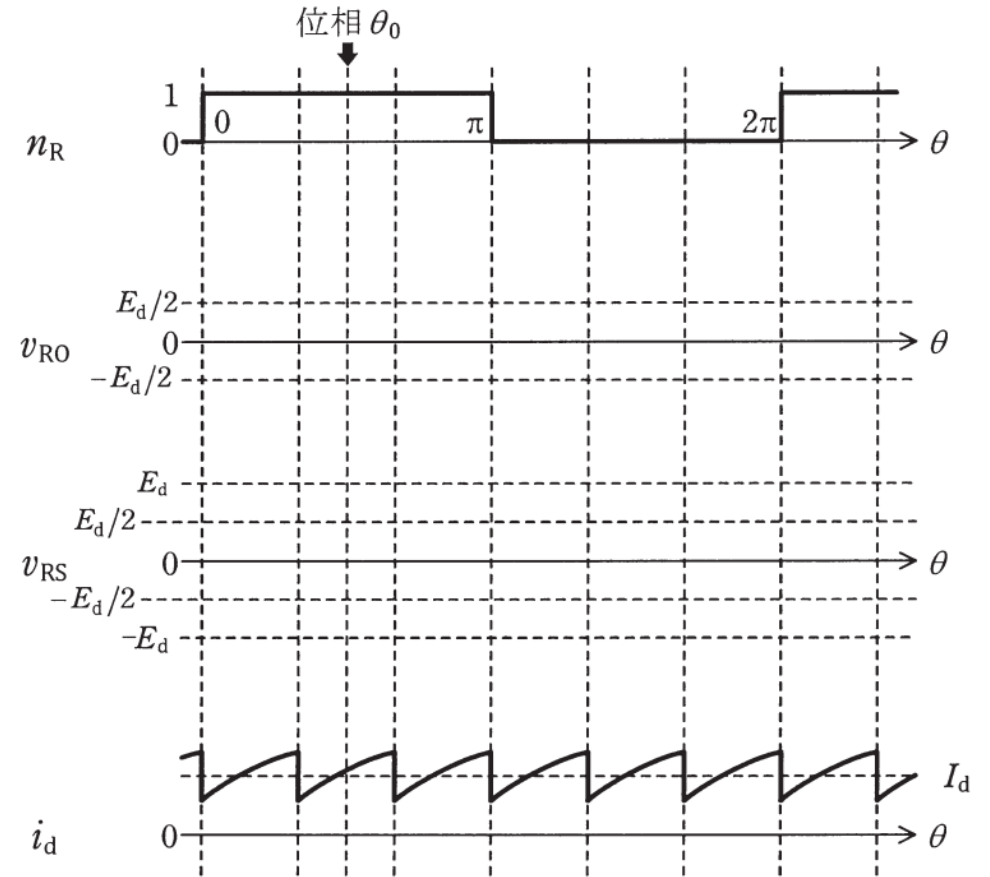 位相 θ0
1
0 π 2π
nR 0 θ
Ed/2
vRO 0 θ
−Ed/2
Ed
Ed/2
vRS 0 θ
−Ed/2
−Ed
Id
id 0 θ